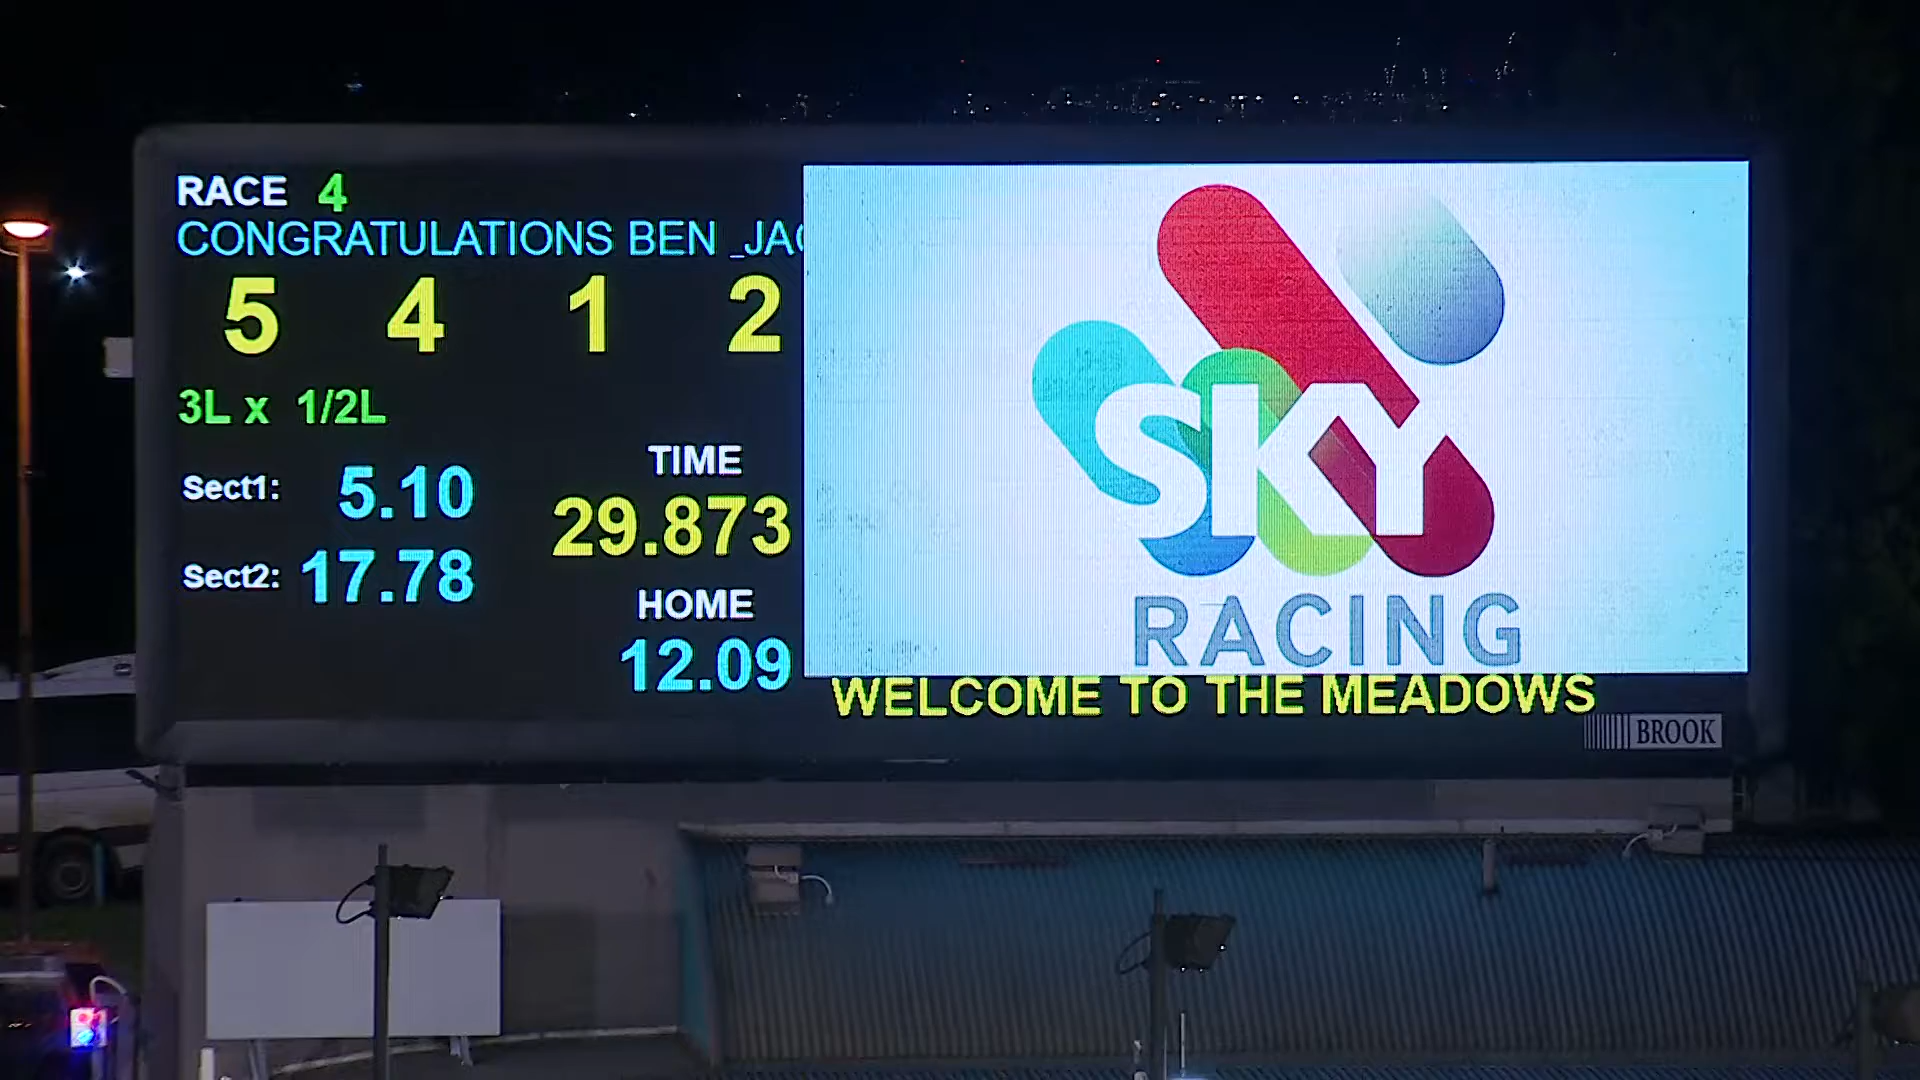 RACE 4
CONGRATULATIONS BEN _JAC
5 4 1 2
3L x 1/2L
Sect1: 5.10
Sect2: 17.78
TIME
29.873
HOME
12.09
SKY
RACING
WELCOME TO THE MEADOWS
BROOK